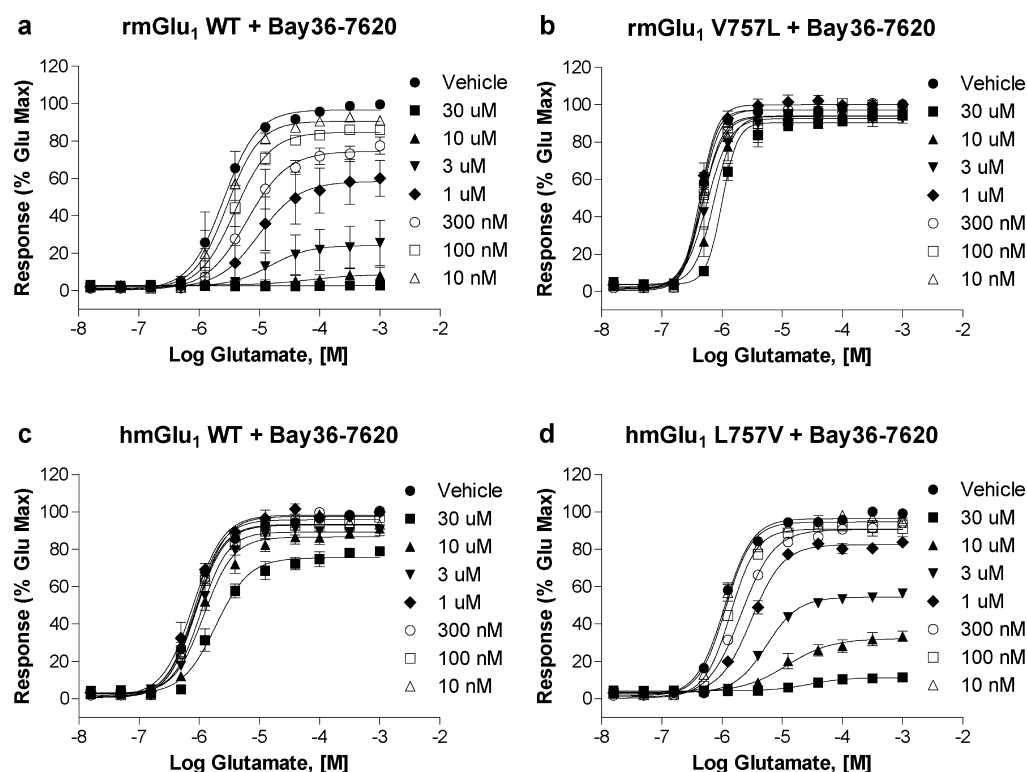 a
rmGlu₁ WT + Bay36-7620
Response (% Glu Max)
120
100
80
60
40
20
0
-8 -7 -6 -5 -4 -3 -2
Log Glutamate, [M]
Vehicle
30 uM
10 uM
3 uM
1 uM
300 nM
100 nM
10 nM
b
rmGlu₁ V757L + Bay36-7620
Response (% Glu Max)
120
100
80
60
40
20
0
-8 -7 -6 -5 -4 -3 -2
Log Glutamate, [M]
Vehicle
30 uM
10 uM
3 uM
1 uM
300 nM
100 nM
10 nM
c
hmGlu₁ WT + Bay36-7620
Response (% Glu Max)
120
100
80
60
40
20
0
-8 -7 -6 -5 -4 -3 -2
Log Glutamate, [M]
Vehicle
30 uM
10 uM
3 uM
1 uM
300 nM
100 nM
10 nM
d
hmGlu₁ L757V + Bay36-7620
Response (% Glu Max)
120
100
80
60
40
20
0
-8 -7 -6 -5 -4 -3 -2
Log Glutamate, [M]
Vehicle
30 uM
10 uM
3 uM
1 uM
300 nM
100 nM
10 nM